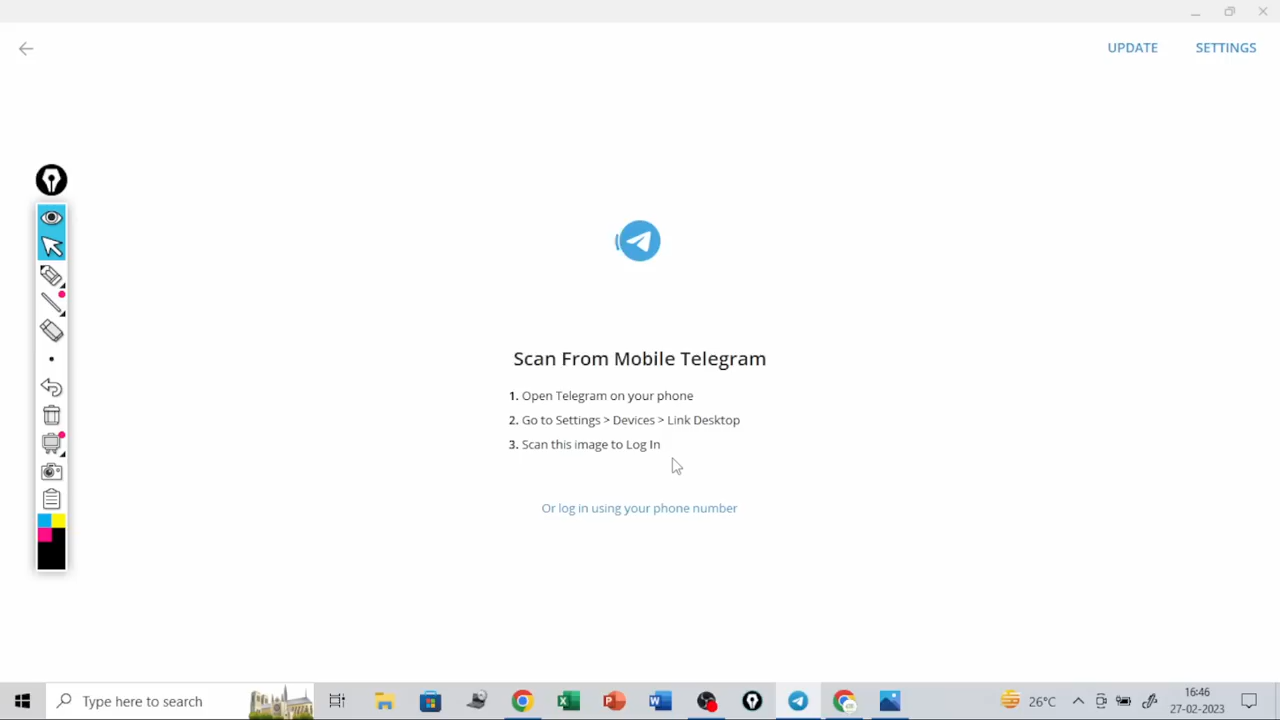 UPDATE SETTINGS
Scan From Mobile Telegram
1. Open Telegram on your phone
2. Go to Settings > Devices > Link Desktop
3. Scan this image to Log In
Or log in using your phone number
Type here to search
26°C
16:46
27-02-2023